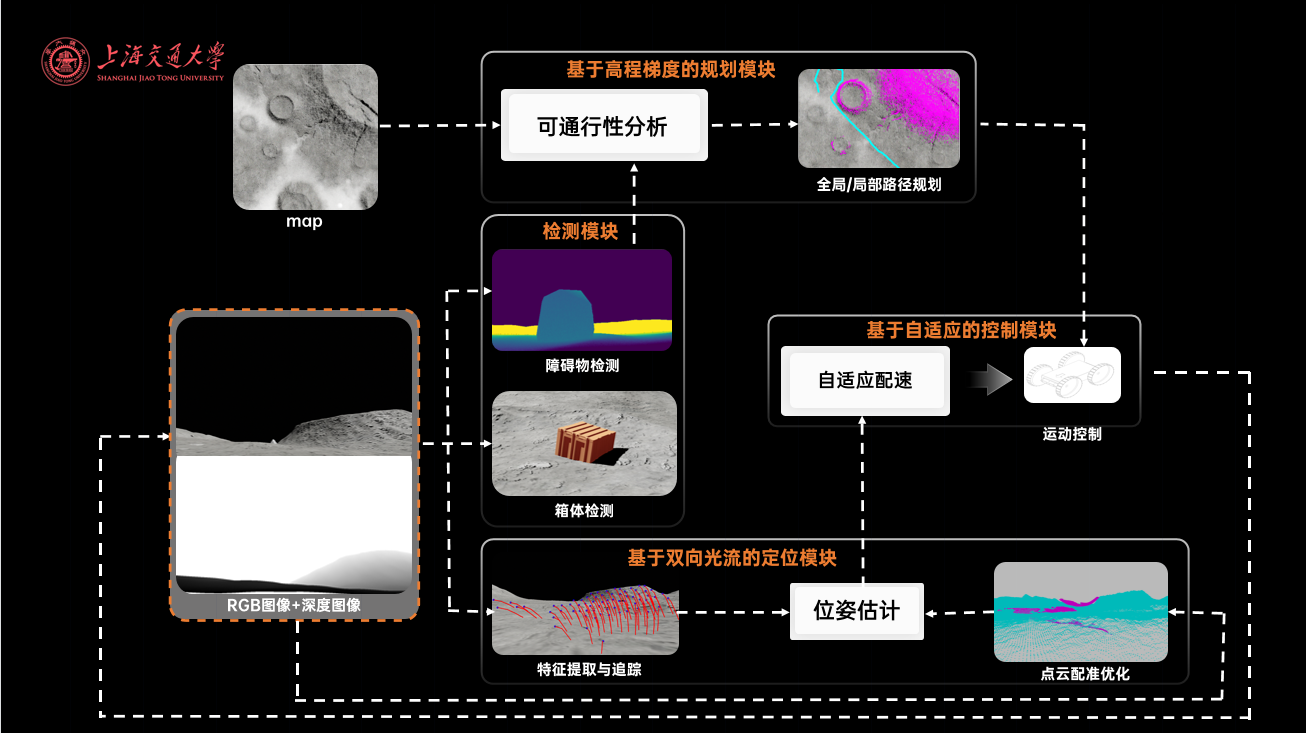 上海交通大学
SHANGHAI JIAO TONG UNIVERSITY
map
基于高程梯度的规划模块
可通行性分析
全局/局部路径规划
检测模块
障碍物检测
箱体检测
RGB图像+深度图像
基于自适应的控制模块
自适应配速
运动控制
基于双向光流的定位模块
特征提取与追踪
位姿估计
点云配准优化